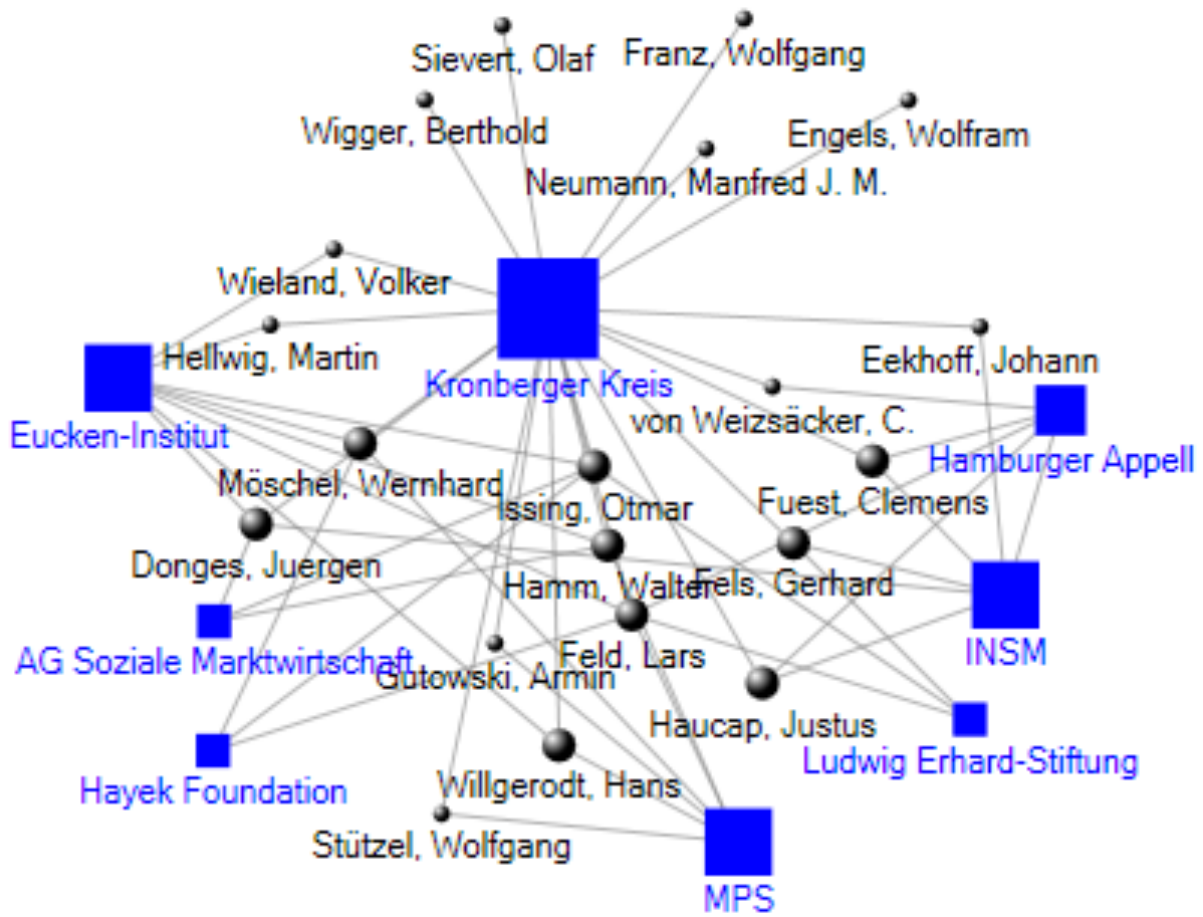 Sievert, Olaf
Franz, Wolfgang
Wigger, Berthold
Engels, Wolfram
Neumann, Manfred J. M.
Wieland, Volker
Hellwig, Martin
Eekhoff, Johann
Kronberger Kreis
von Weizsäcker, C.
Eucken-Institut
Hamburger Appell
Möschel, Wernhard
Issing, Otmar
Fuest, Clemens
Donges, Juergen
Hamm, Walter
Fels, Gerhard
AG Soziale Marktwirtschaft
Feld, Lars
INSM
Gutowski, Armin
Haucap, Justus
Ludwig Erhard-Stiftung
Hayek Foundation
Willgerodt, Hans
Stützel, Wolfgang
MPS